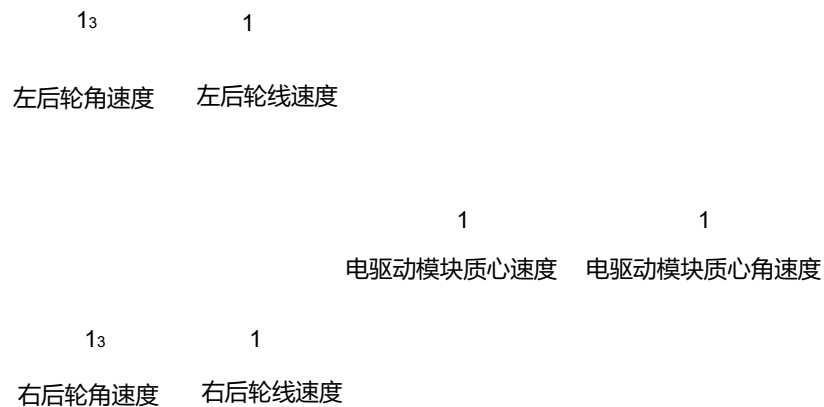 1₃ 1
左后轮角速度 左后轮线速度
1 1
电驱动模块质心速度 电驱动模块质心角速度
1₃ 1
右后轮角速度 右后轮线速度